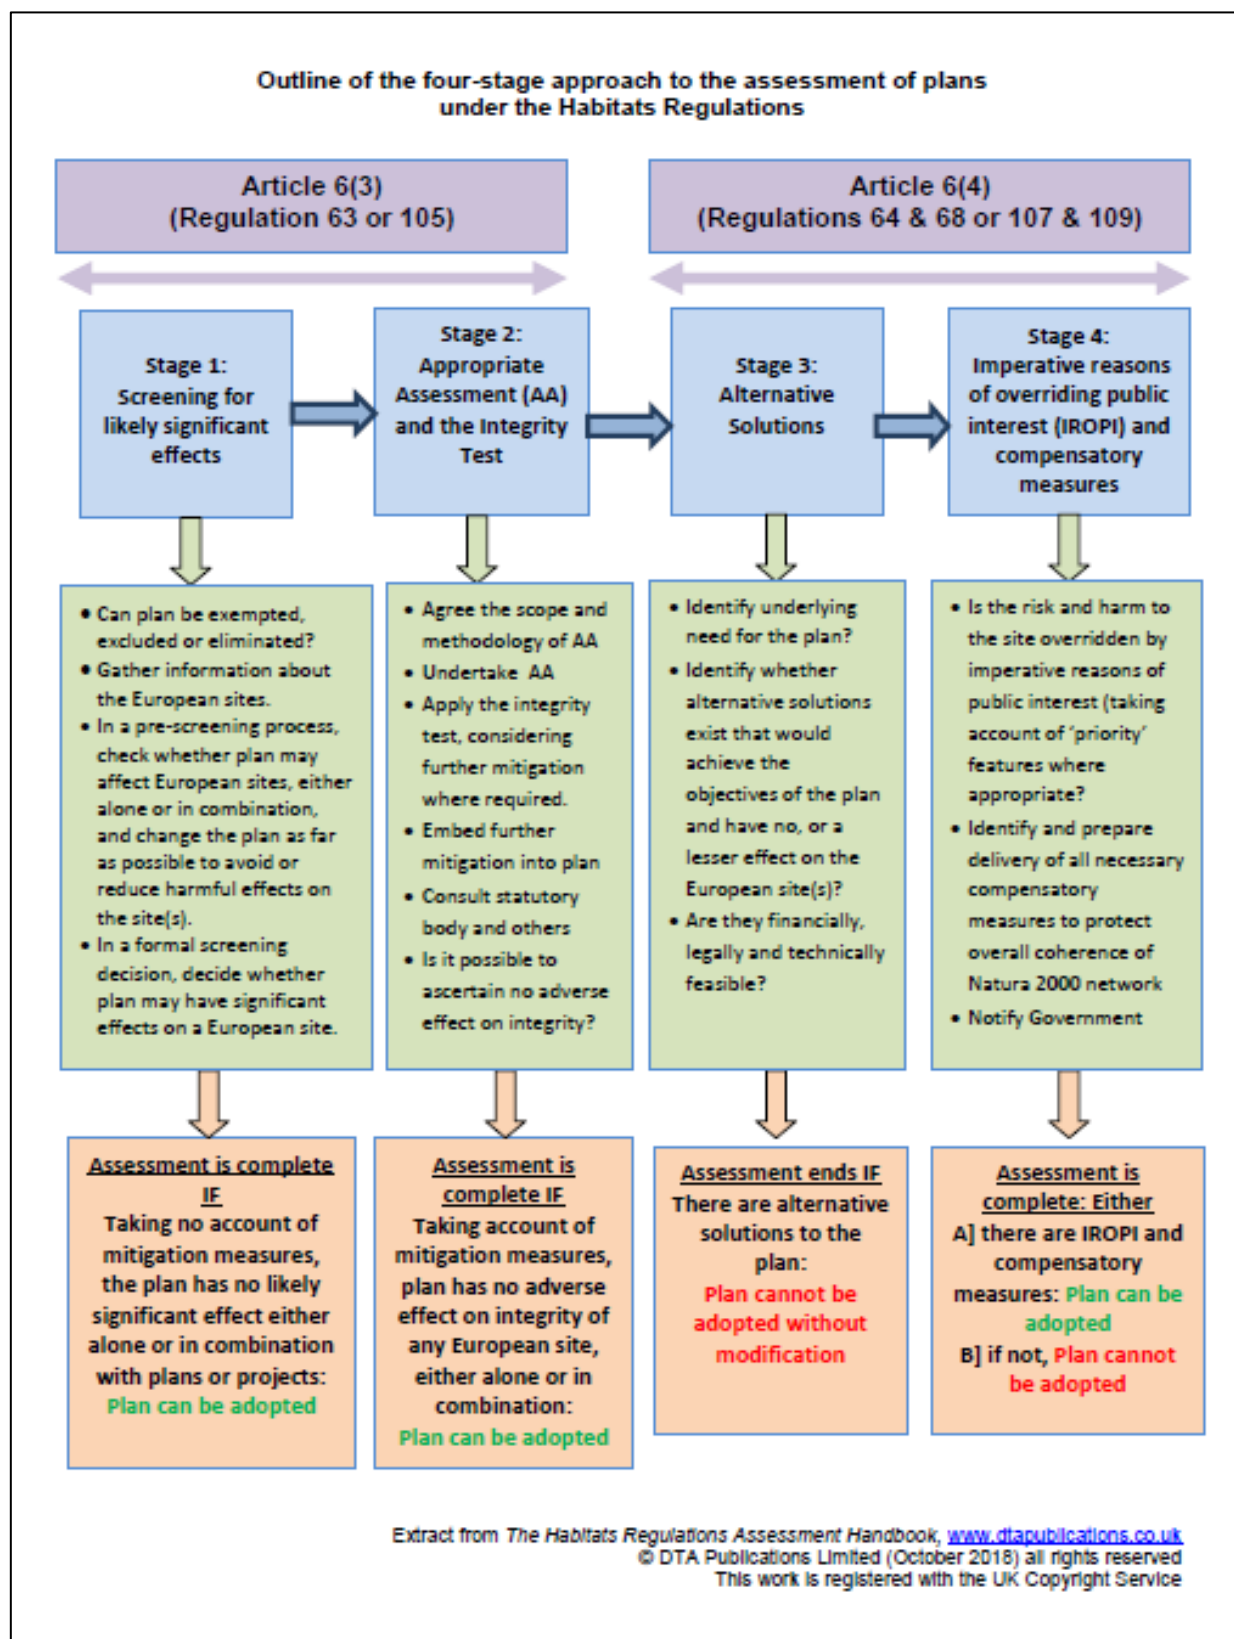 Outline of the four-stage approach to the assessment of plans
under the Habitats Regulations
Article 6(3)
(Regulation 63 or 105)
Article 6(4)
(Regulations 64 & 68 or 107 & 109)
Stage 1:
Screening for
likely significant
effects
Stage 2:
Appropriate
Assessment (AA)
and the Integrity
Test
Stage 3:
Alternative
Solutions
Stage 4:
Imperative reasons
of overriding public
interest (IROPI) and
compensatory
measures
• Can plan be exempted,
excluded or eliminated?
• Gather information about
the European sites.
• In a pre-screening process,
check whether plan may
affect European sites, either
alone or in combination,
and change the plan as far
as possible to avoid or
reduce harmful effects on
the site(s).
• In a formal screening
decision, decide whether
plan may have significant
effects on a European site.
• Agree the scope and
methodology of AA
• Undertake AA
• Apply the integrity
test, considering
further mitigation
where required.
• Embed further
mitigation into plan
• Consult statutory
body and others
• Is it possible to
ascertain no adverse
effect on integrity?
• Identify underlying
need for the plan?
• Identify whether
alternative solutions
exist that would
achieve the
objectives of the plan
and have no, or a
lesser effect on the
European site(s)?
• Are they financially,
legally and technically
feasible?
• Is the risk and harm to
the site overridden by
imperative reasons of
public interest (taking
account of ‘priority’
features where
appropriate?
• Identify and prepare
delivery of all necessary
compensatory
measures to protect
overall coherence of
Natura 2000 network
• Notify Government
Assessment is complete
IF
Taking no account of
mitigation measures,
the plan has no likely
significant effect either
alone or in combination
with plans or projects:
Plan can be adopted
Assessment is
complete IF
Taking account of
mitigation measures,
plan has no adverse
effect on integrity of
any European site,
either alone or in
combination:
Plan can be adopted
Assessment ends IF
There are alternative
solutions to the
plan:
Plan cannot be
adopted without
modification
Assessment is
complete: Either
A] there are IROPI and
compensatory
measures: Plan can be
adopted
B] if not, Plan cannot
be adopted
Extract from The Habitats Regulations Assessment Handbook, www.dtapublications.co.uk
© DTA Publications Limited (October 2018) all rights reserved
This work is registered with the UK Copyright Service